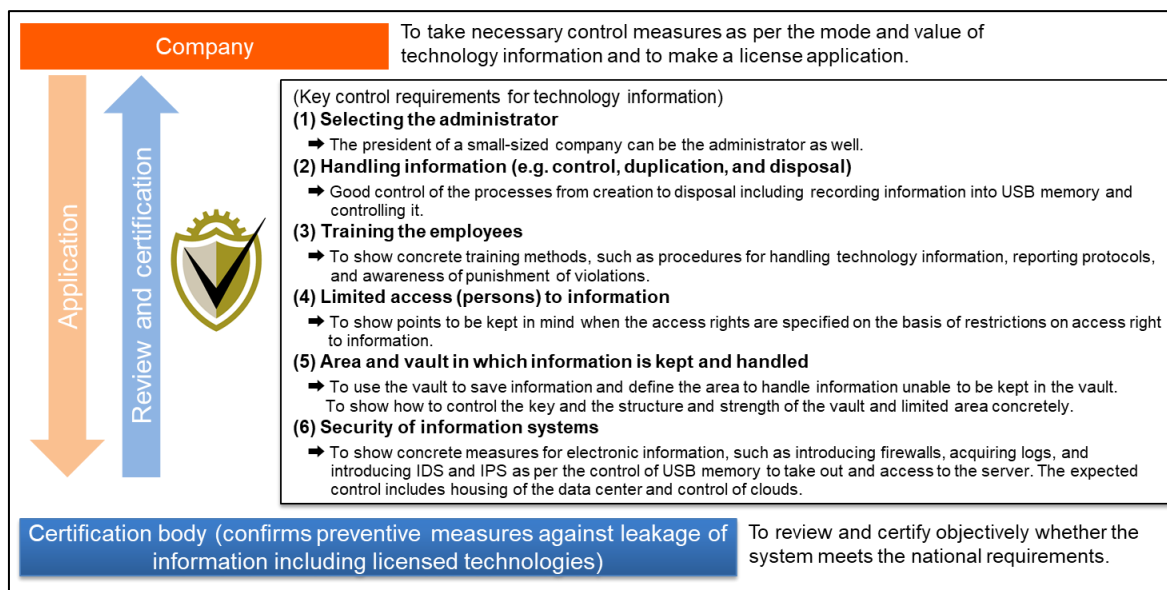 Company
To take necessary control measures as per the mode and value of
technology information and to make a license application.
Application
Review and certification
(Key control requirements for technology information)
(1) Selecting the administrator
➡ The president of a small-sized company can be the administrator as well.
(2) Handling information (e.g. control, duplication, and disposal)
➡ Good control of the processes from creation to disposal including recording information into USB memory and
controlling it.
(3) Training the employees
➡ To show concrete training methods, such as procedures for handling technology information, reporting protocols,
and awareness of punishment of violations.
(4) Limited access (persons) to information
➡ To show points to be kept in mind when the access rights are specified on the basis of restrictions on access right
to information.
(5) Area and vault in which information is kept and handled
➡ To use the vault to save information and define the area to handle information unable to be kept in the vault.
To show how to control the key and the structure and strength of the vault and limited area concretely.
(6) Security of information systems
➡ To show concrete measures for electronic information, such as introducing firewalls, acquiring logs, and
introducing IDS and IPS as per the control of USB memory to take out and access to the server. The expected
control includes housing of the data center and control of clouds.
Certification body (confirms preventive measures against leakage of
information including licensed technologies)
To review and certify objectively whether the
system meets the national requirements.